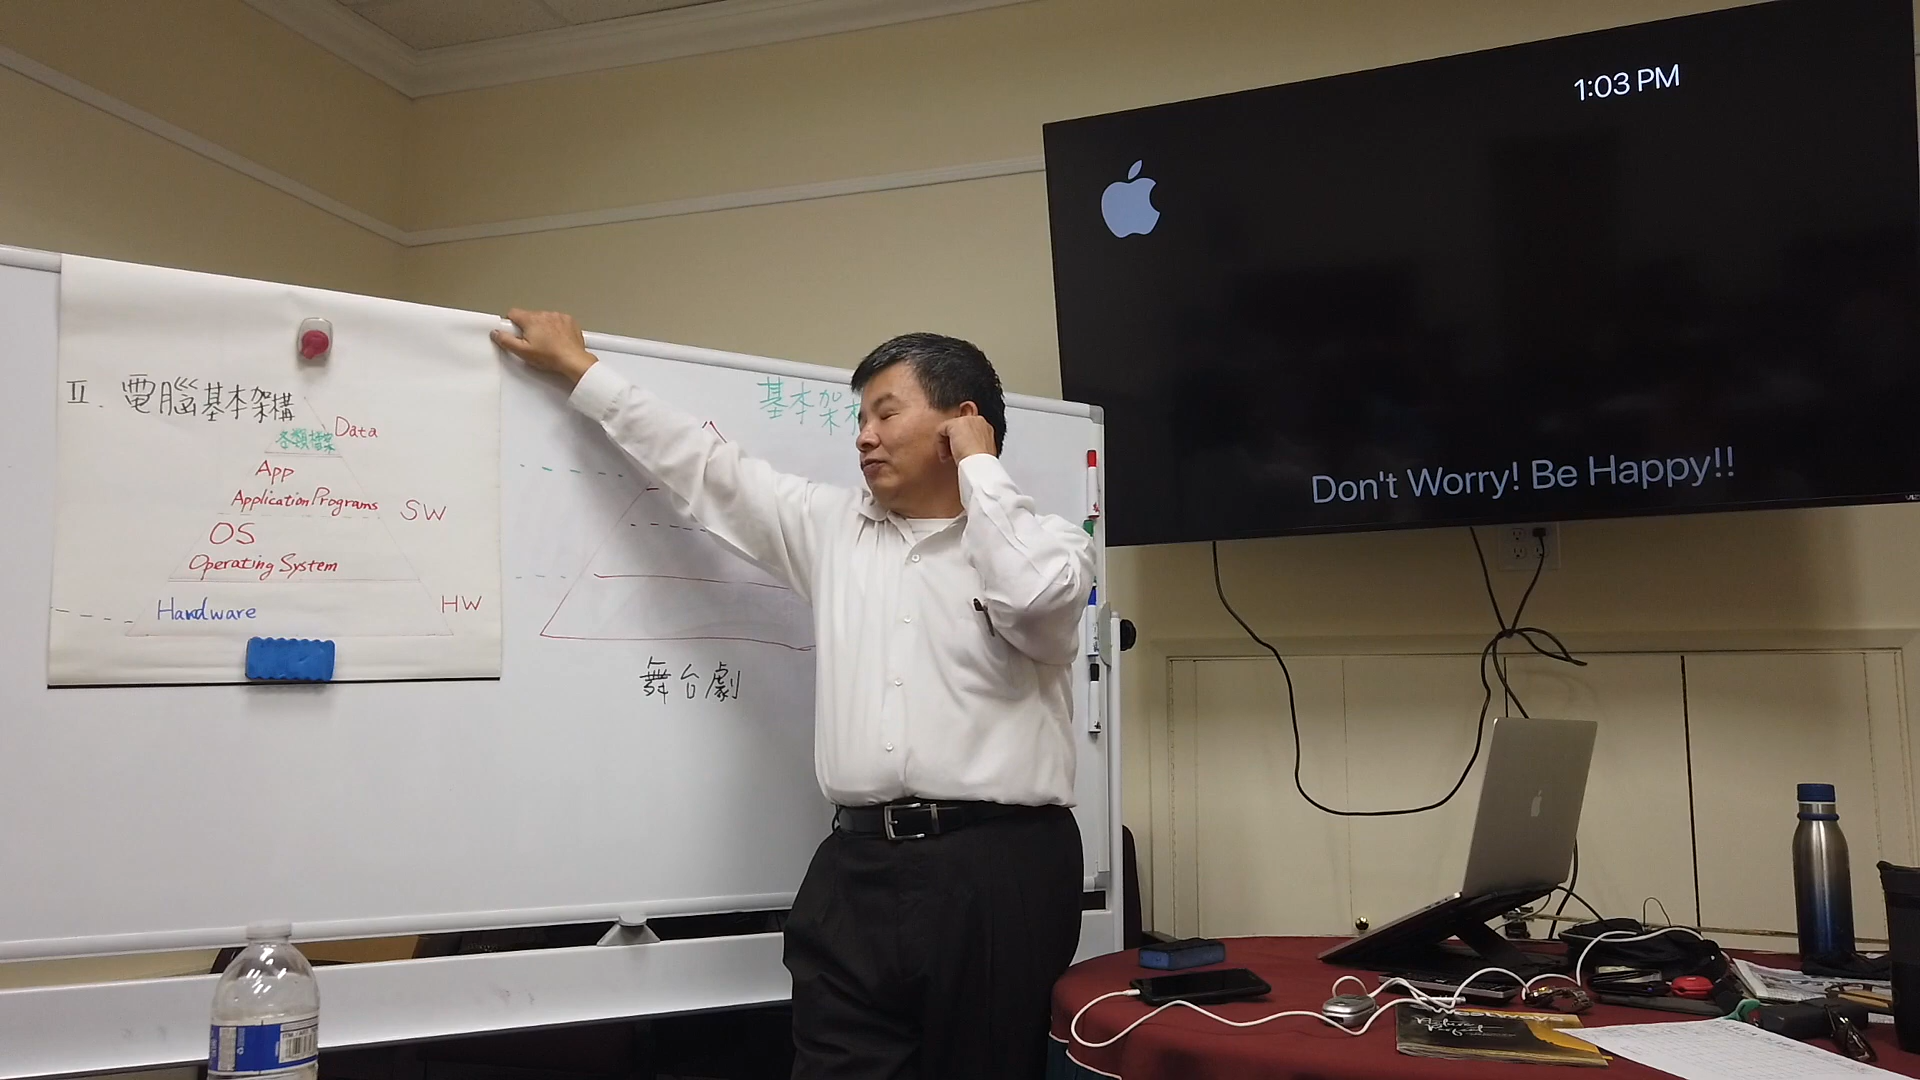 II. 電腦基本架構
Data
各類檔案
App
Application Programs
SW
OS
Operating System
Hardware
HW
基本架構
舞台劇
1:03 PM
Don't Worry! Be Happy!!